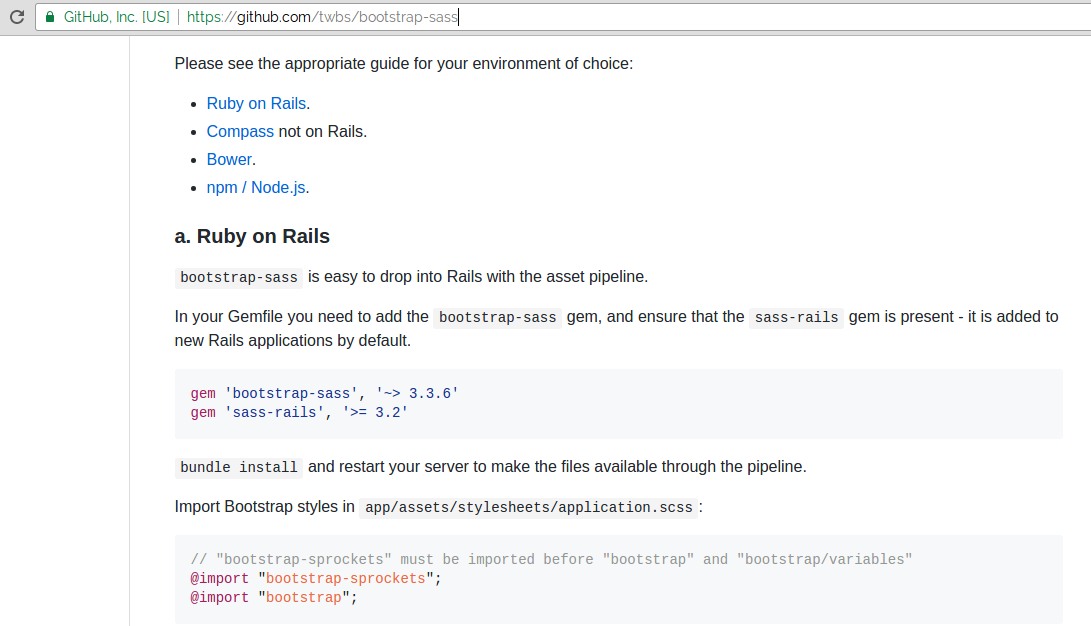 GitHub, Inc. [US] | https://github.com/twbs/bootstrap-sass
Please see the appropriate guide for your environment of choice:
• Ruby on Rails.
• Compass not on Rails.
• Bower.
• npm / Node.js.
a. Ruby on Rails
bootstrap-sass is easy to drop into Rails with the asset pipeline.
In your Gemfile you need to add the bootstrap-sass gem, and ensure that the sass-rails gem is present - it is added to
new Rails applications by default.
gem 'bootstrap-sass', '~> 3.3.6'
gem 'sass-rails', '>= 3.2'
bundle install and restart your server to make the files available through the pipeline.
Import Bootstrap styles in app/assets/stylesheets/application.scss:
// "bootstrap-sprockets" must be imported before "bootstrap" and "bootstrap/variables"
@import "bootstrap-sprockets";
@import "bootstrap";